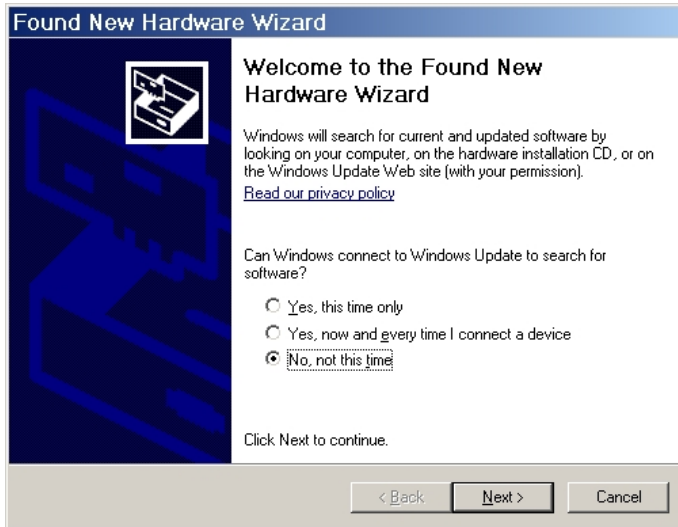 Found New Hardware Wizard
Welcome to the Found New
Hardware Wizard
Windows will search for current and updated software by
looking on your computer, on the hardware installation CD, or on
the Windows Update Web site (with your permission).
Read our privacy policy
Can Windows connect to Windows Update to search for
software?
Yes, this time only
Yes, now and every time I connect a device
No, not this time
Click Next to continue.
< Back Next > Cancel